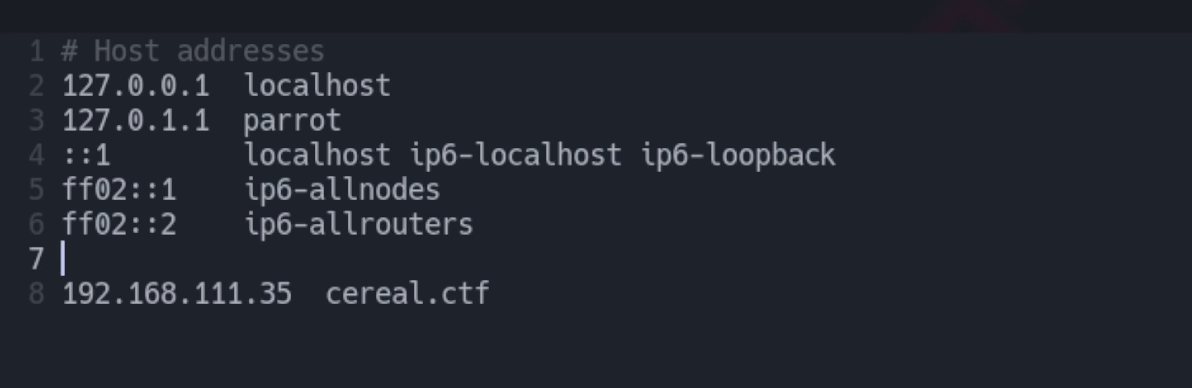 1 # Host addresses
2 127.0.0.1  localhost
3 127.0.1.1  parrot
4 ::1        localhost ip6-localhost ip6-loopback
5 ff02::1    ip6-allnodes
6 ff02::2    ip6-allrouters
7
8 192.168.111.35  cereal.ctf